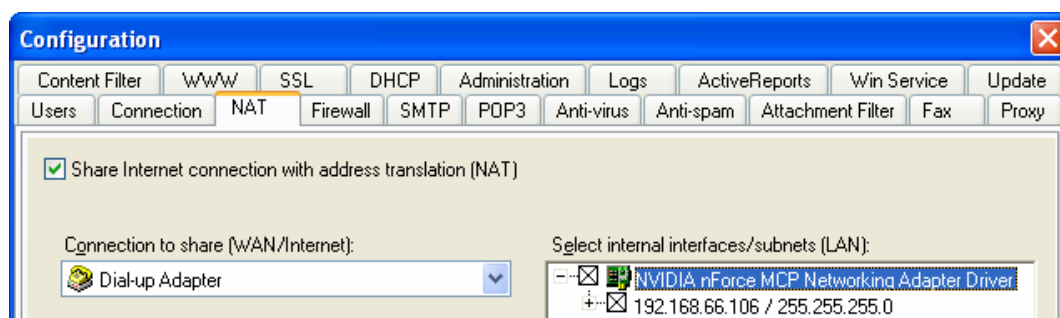 Configuration
Content Filter WWW SSL DHCP Administration Logs ActiveReports Win Service Update
Users Connection NAT Firewall SMTP POP3 Anti-virus Anti-spam Attachment Filter Fax Proxy
Share Internet connection with address translation (NAT)
Connection to share (WAN/Internet):
Dial-up Adapter
Select internal interfaces/subnets (LAN):
NVIDIA nForce MCP Networking Adapter Driver
192.168.66.106 / 255.255.255.0